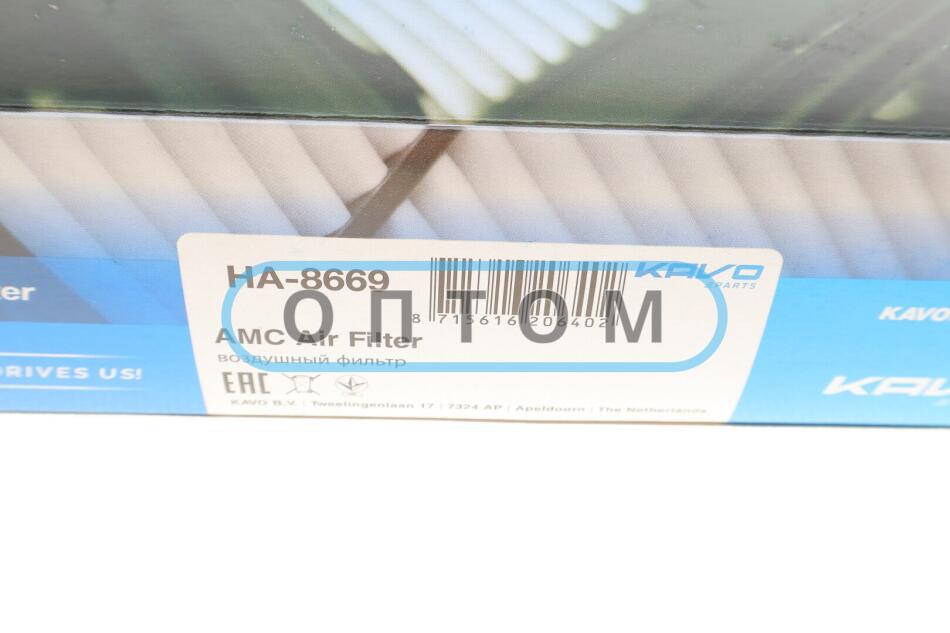 HA-8669
KAVO
PARTS
8 715616 206402
ОПТОМ
AMC Air Filter
воздушный фильтр
EAC
KAVO B.V. | Tweelingenlaan 17 | 7324 AP | Apeldoorn | The Netherlands
DRIVES US!
KAVO